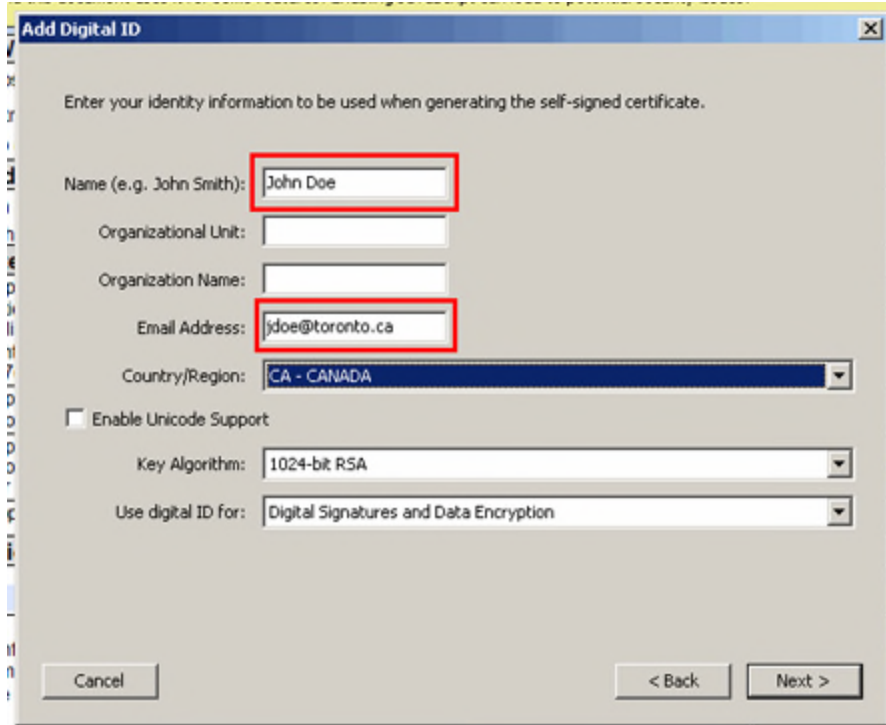 Add Digital ID
Enter your identity information to be used when generating the self-signed certificate.
Name (e.g. John Smith): John Doe
Organizational Unit:
Organization Name:
Email Address: jdoe@toronto.ca
Country/Region: CA - CANADA
Enable Unicode Support
Key Algorithm: 1024-bit RSA
Use digital ID for: Digital Signatures and Data Encryption
Cancel < Back Next >